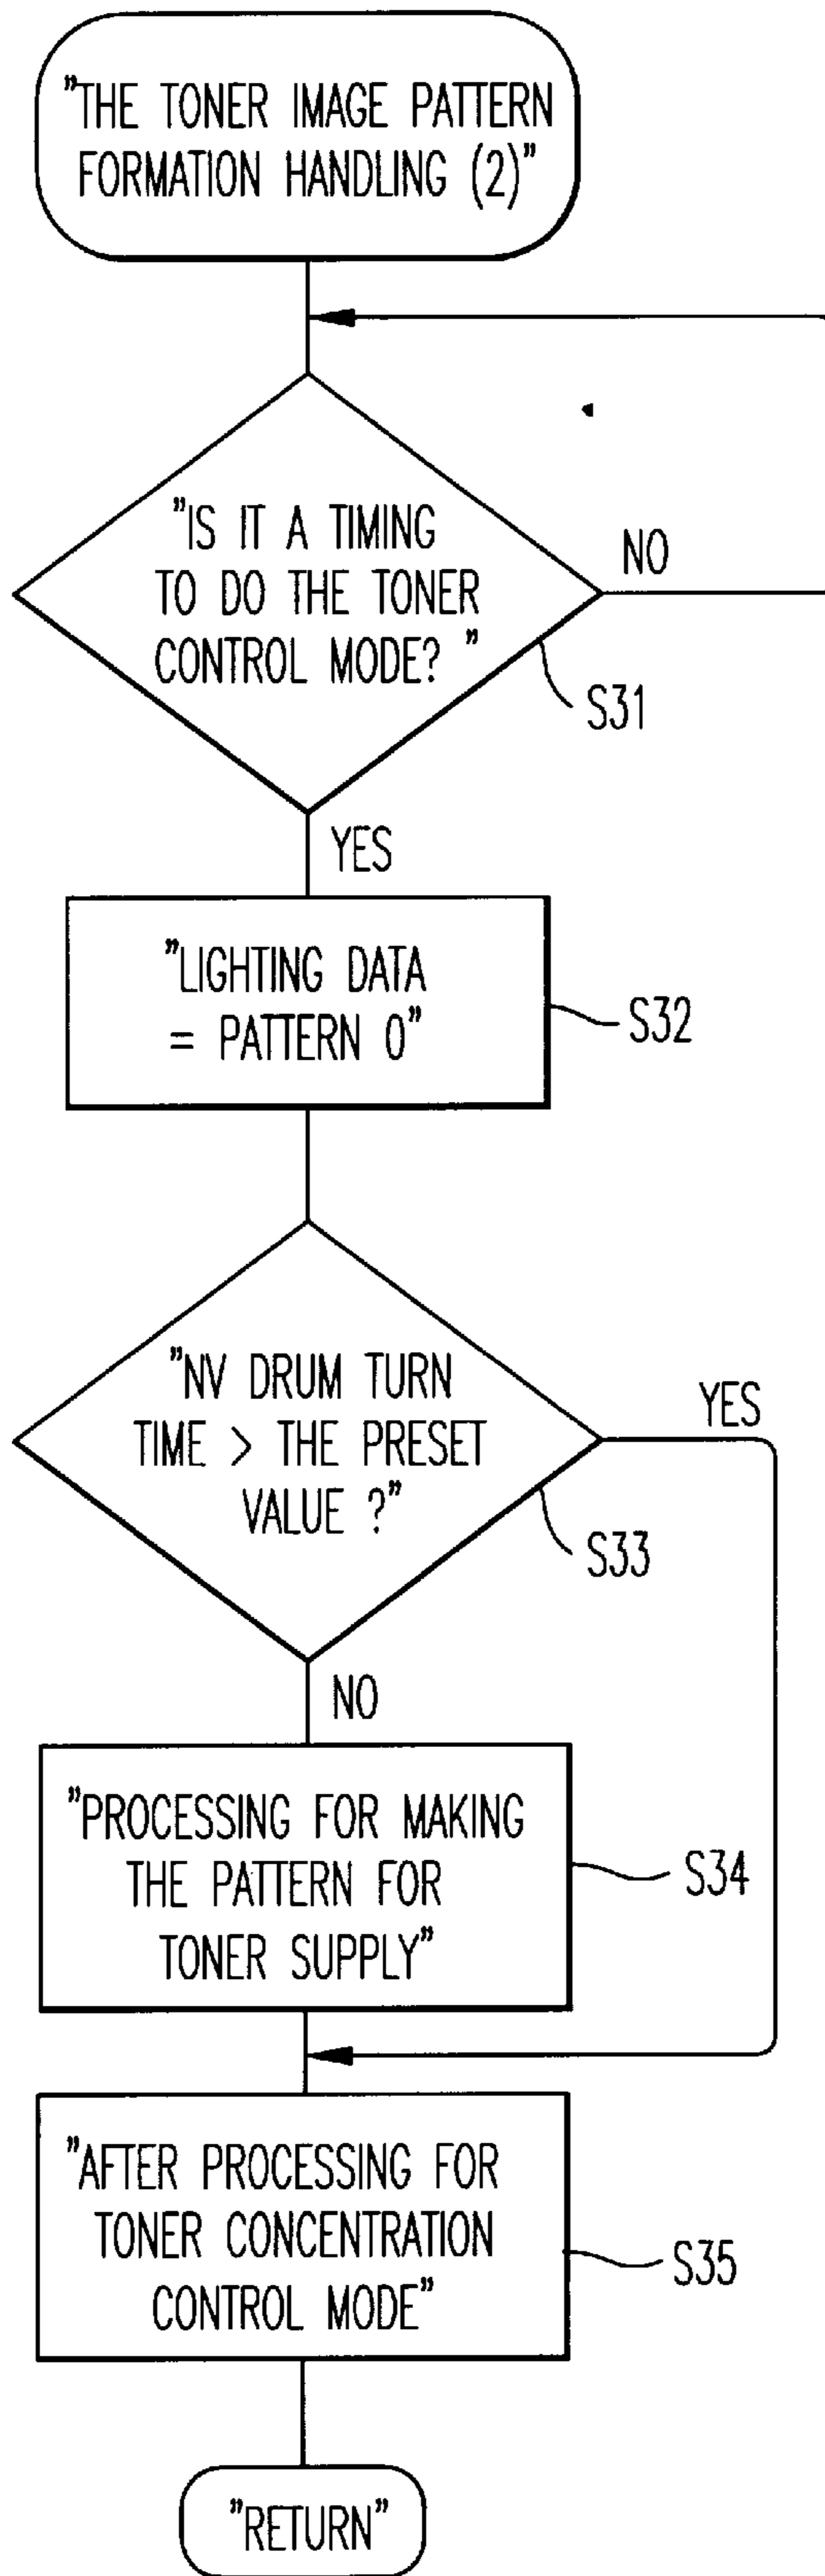 "THE TONER IMAGE PATTERN
FORMATION HANDLING (2)"
"IS IT A TIMING
TO DO THE TONER
CONTROL MODE? "
NO
S31
YES
"LIGHTING DATA
= PATTERN 0"
S32
"NV DRUM TURN
TIME > THE PRESET
VALUE ?"
YES
S33
NO
"PROCESSING FOR MAKING
THE PATTERN FOR
TONER SUPPLY"
S34
"AFTER PROCESSING FOR
TONER CONCENTRATION
CONTROL MODE"
S35
"RETURN"